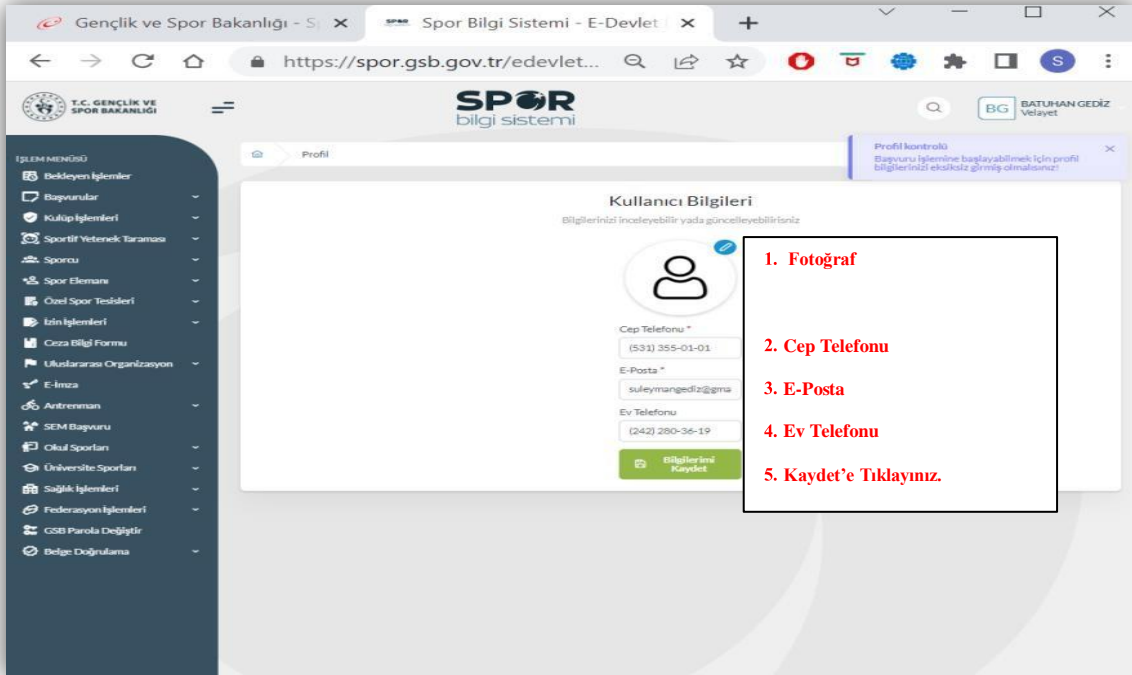 Gençlik ve Spor Bakanlığı - S
Spor Bilgi Sistemi - E-Devlet
https://spor.gsb.gov.tr/edevlet...
S
T.C. GENÇLİK VE
SPOR BAKANLIĞI
SPOR
bilgi sistemi
BG
BATUHAN GEDİZ
Velayet
Profil kontrolü
Başvuru işlemine başlayabilmek için profil
bilgilerinizi eksiksiz girmiş olmalısınız!
Profil
İŞLEM MENÜSÜ
Bekleyen İşlemler
Başvurular
Kulüp İşlemleri
Sportif Yetenek Taraması
Sporcu
Spor Elemanı
Özel Spor Tesisleri
İzin İşlemleri
Ceza Bilgi Formu
Uluslararası Organizasyon
E-İmza
Antrenman
SEM Başvuru
Okul Sporları
Üniversite Sporları
Sağlık İşlemleri
Federasyon İşlemleri
GSB Parola Değiştir
Belge Doğrulama
Kullanıcı Bilgileri
Bilgilerinizi inceleyebilir yada güncelleyebilirisniz
Cep Telefonu *
(531) 355-01-01
E-Posta *
suleymangediz@gma
Ev Telefonu
(242) 280-36-19
Bilgilerimi
Kaydet
1. Fotoğraf
2. Cep Telefonu
3. E-Posta
4. Ev Telefonu
5. Kaydet’e Tıklayınız.